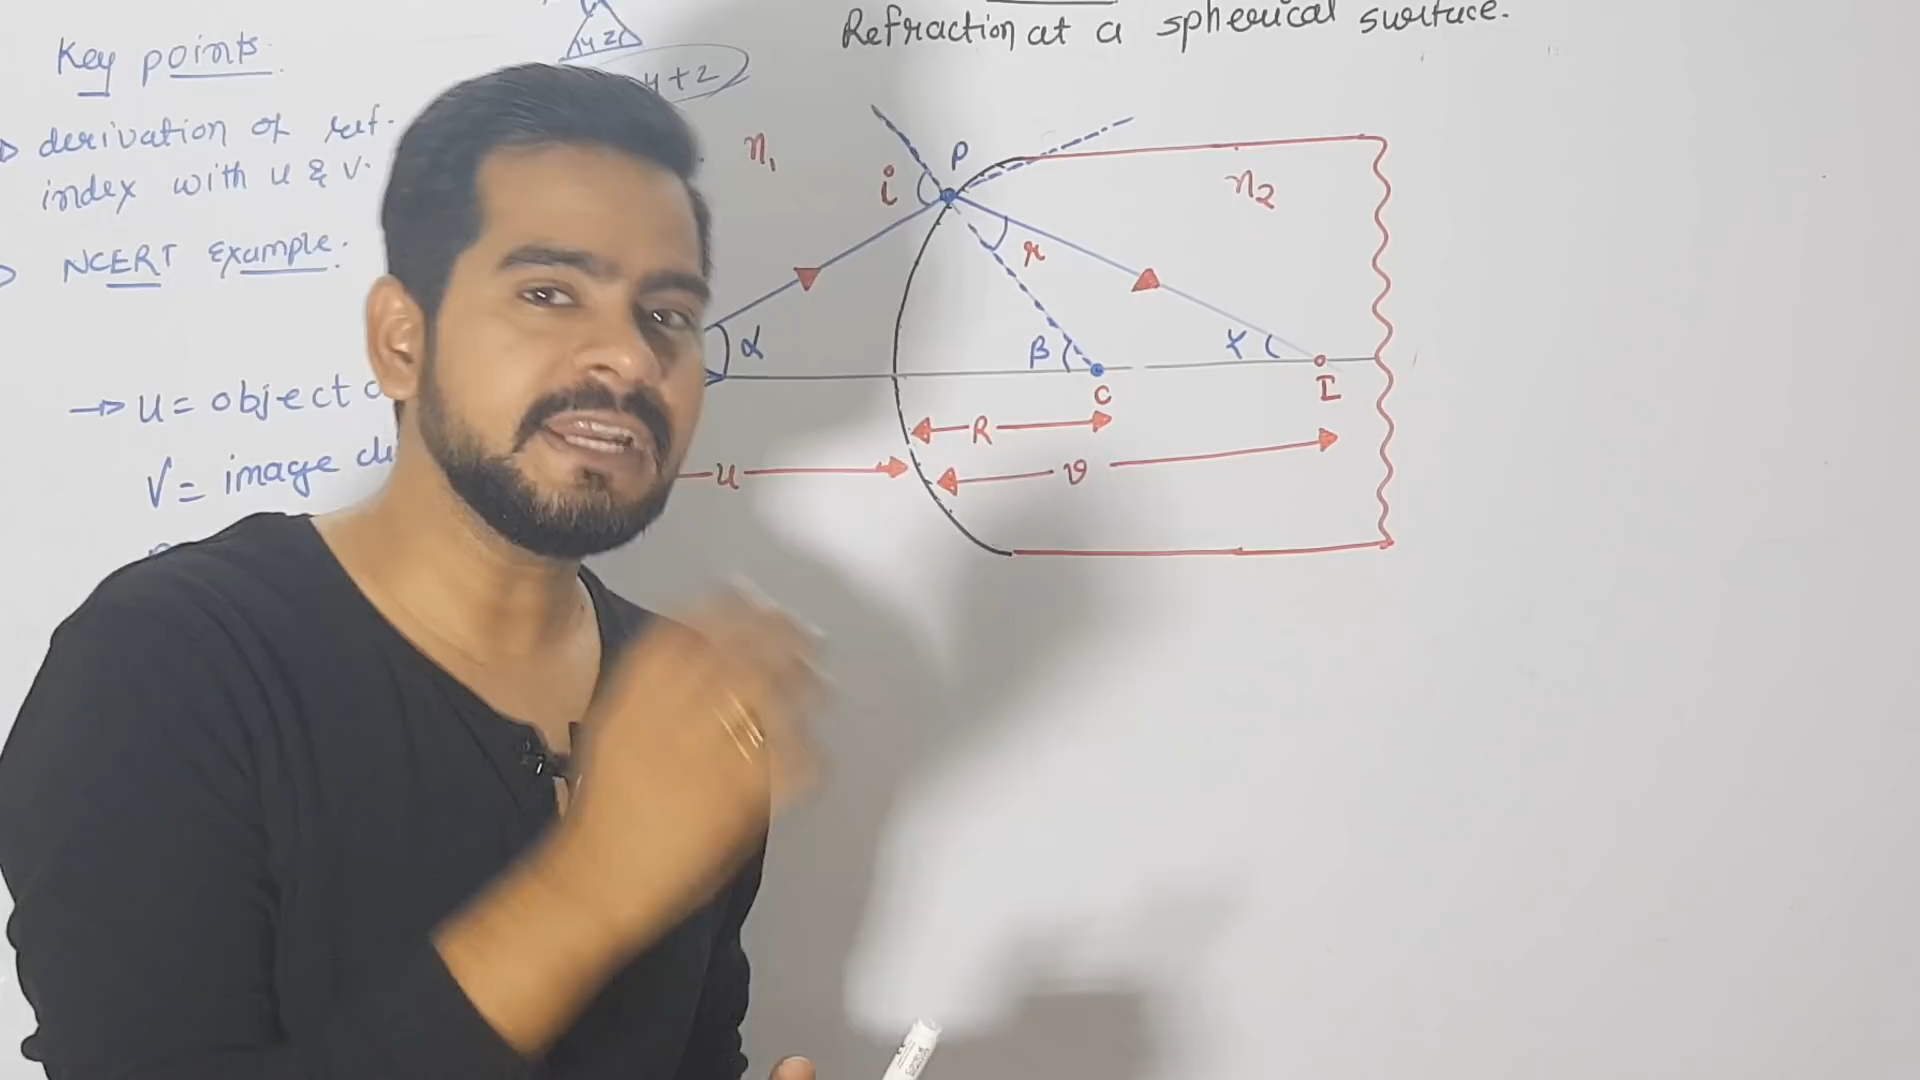 Refraction at a spherical surface.
Key points.
derivation of ref.
index with u & v.
NCERT Example.
→ u = object
V = image
y z
y + z
n₁
n₂
P
i
r
α
β
γ
C
I
R
u
v